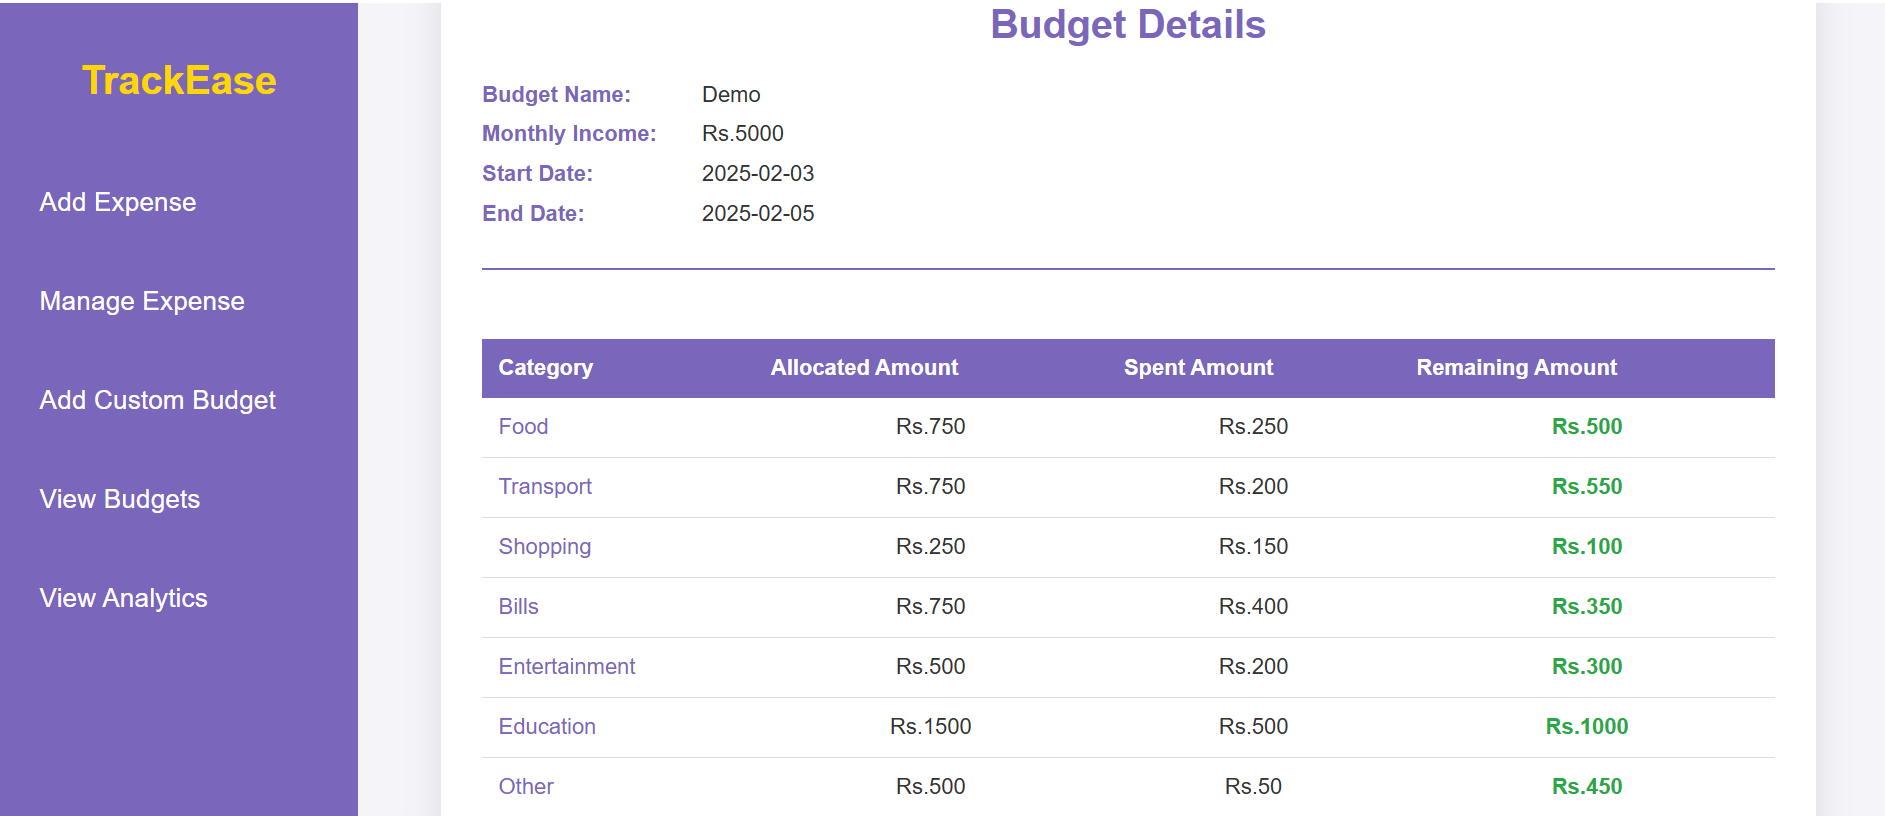 TrackEase
Add Expense
Manage Expense
Add Custom Budget
View Budgets
View Analytics
Budget Details
Budget Name: Demo
Monthly Income: Rs.5000
Start Date: 2025-02-03
End Date: 2025-02-05
Category Allocated Amount Spent Amount Remaining Amount
Food Rs.750 Rs.250 Rs.500
Transport Rs.750 Rs.200 Rs.550
Shopping Rs.250 Rs.150 Rs.100
Bills Rs.750 Rs.400 Rs.350
Entertainment Rs.500 Rs.200 Rs.300
Education Rs.1500 Rs.500 Rs.1000
Other Rs.500 Rs.50 Rs.450